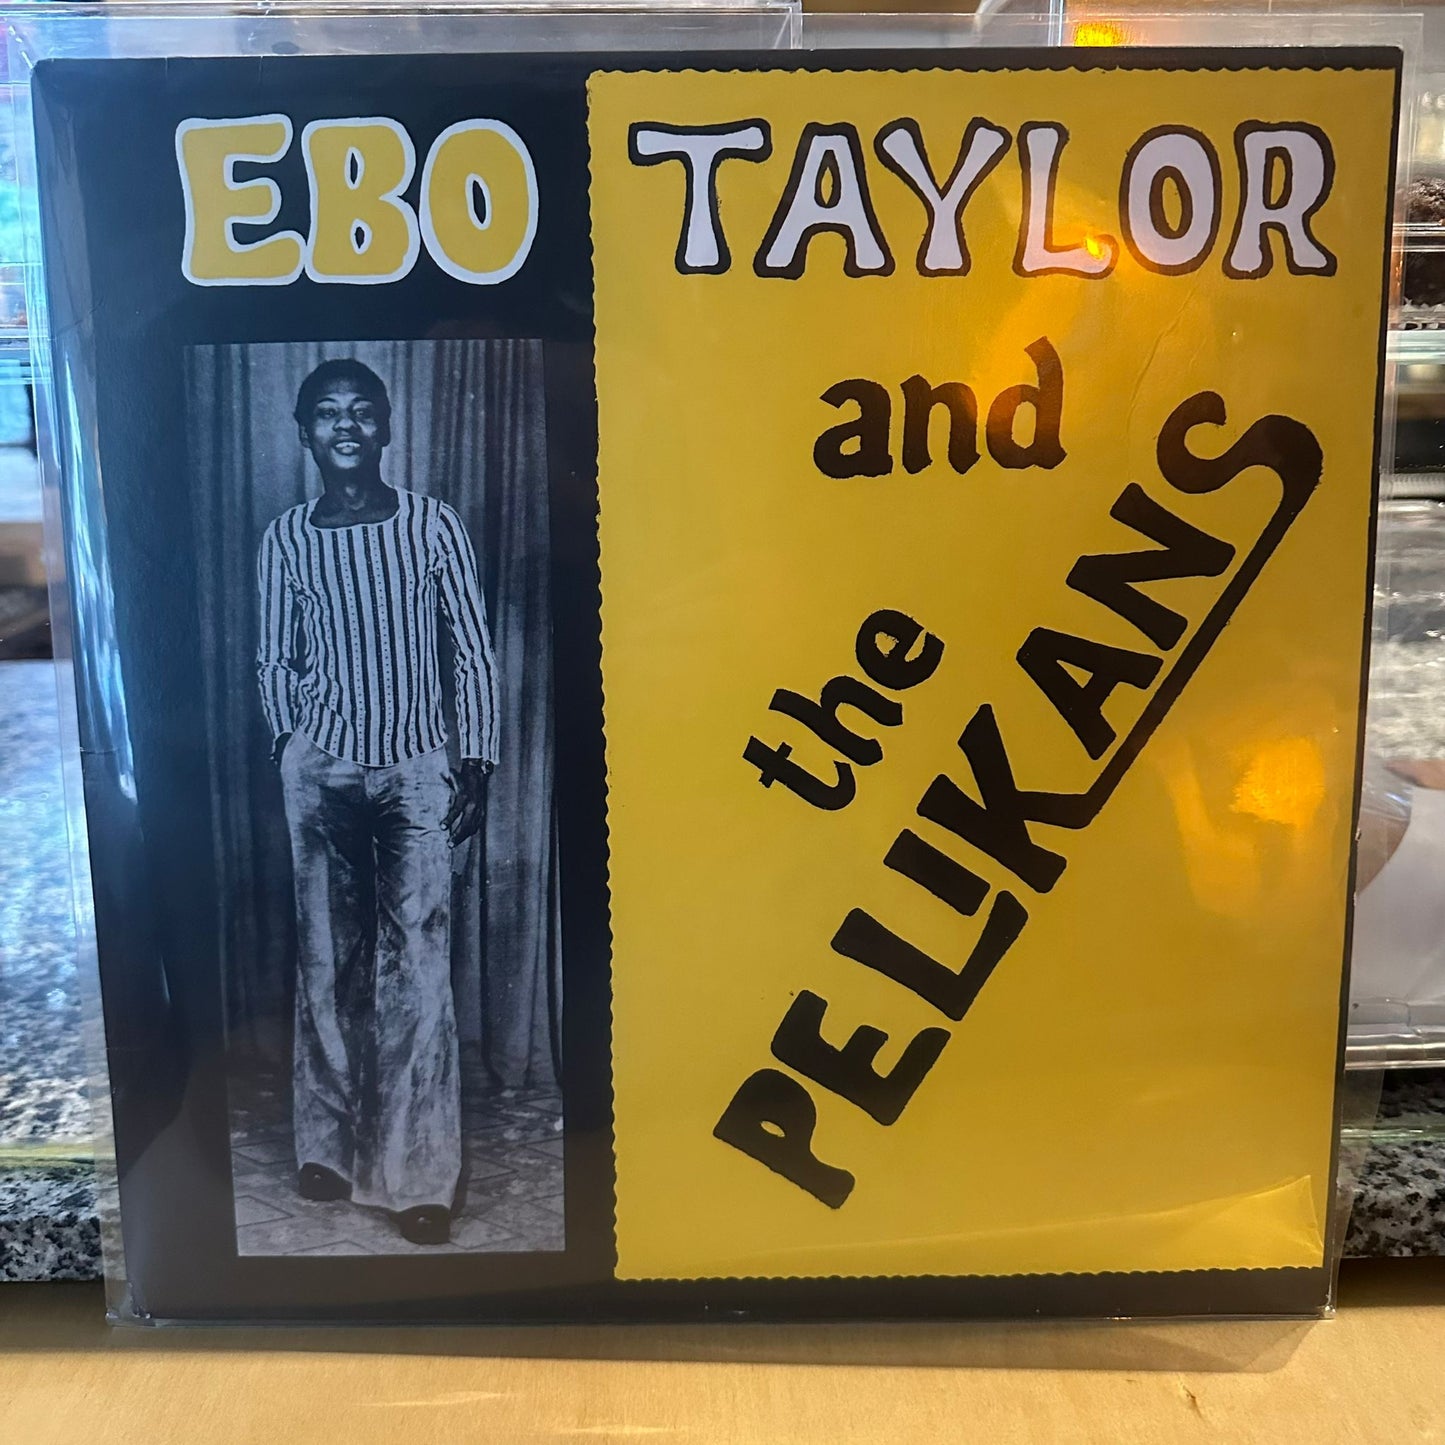 EBO TAYLOR
and
the
PELIKANS